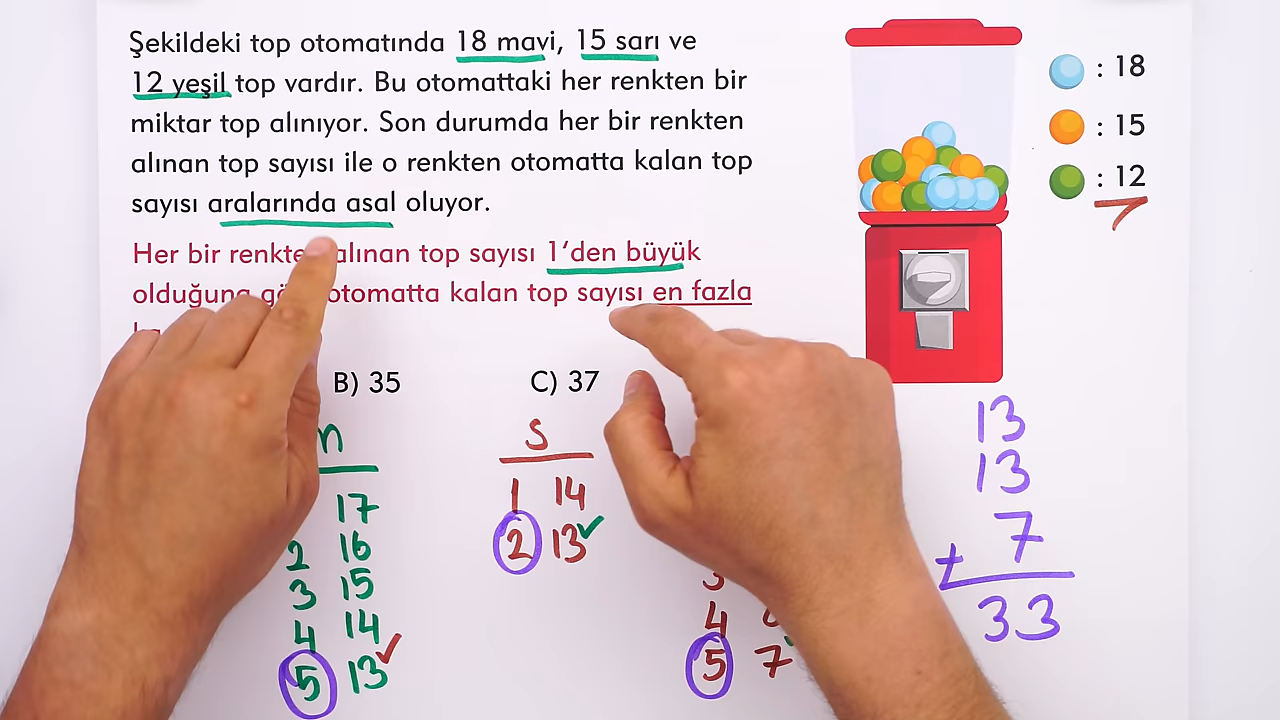 Şekildeki top otomatında 18 mavi, 15 sarı ve
12 yeşil top vardır. Bu otomattaki her renkten bir
miktar top alınıyor. Son durumda her bir renkten
alınan top sayısı ile o renkten otomatta kalan top
sayısı aralarında asal oluyor.
Her bir renkten alınan top sayısı 1'den büyük
olduğuna otomatta kalan top sayısı en fazla
B) 35
C) 37
: 18
: 15
: 12
n
17
2 16
3 15
4 14
5 13
s
1 14
2 13
3
4
5 7
13
13
7
+
33